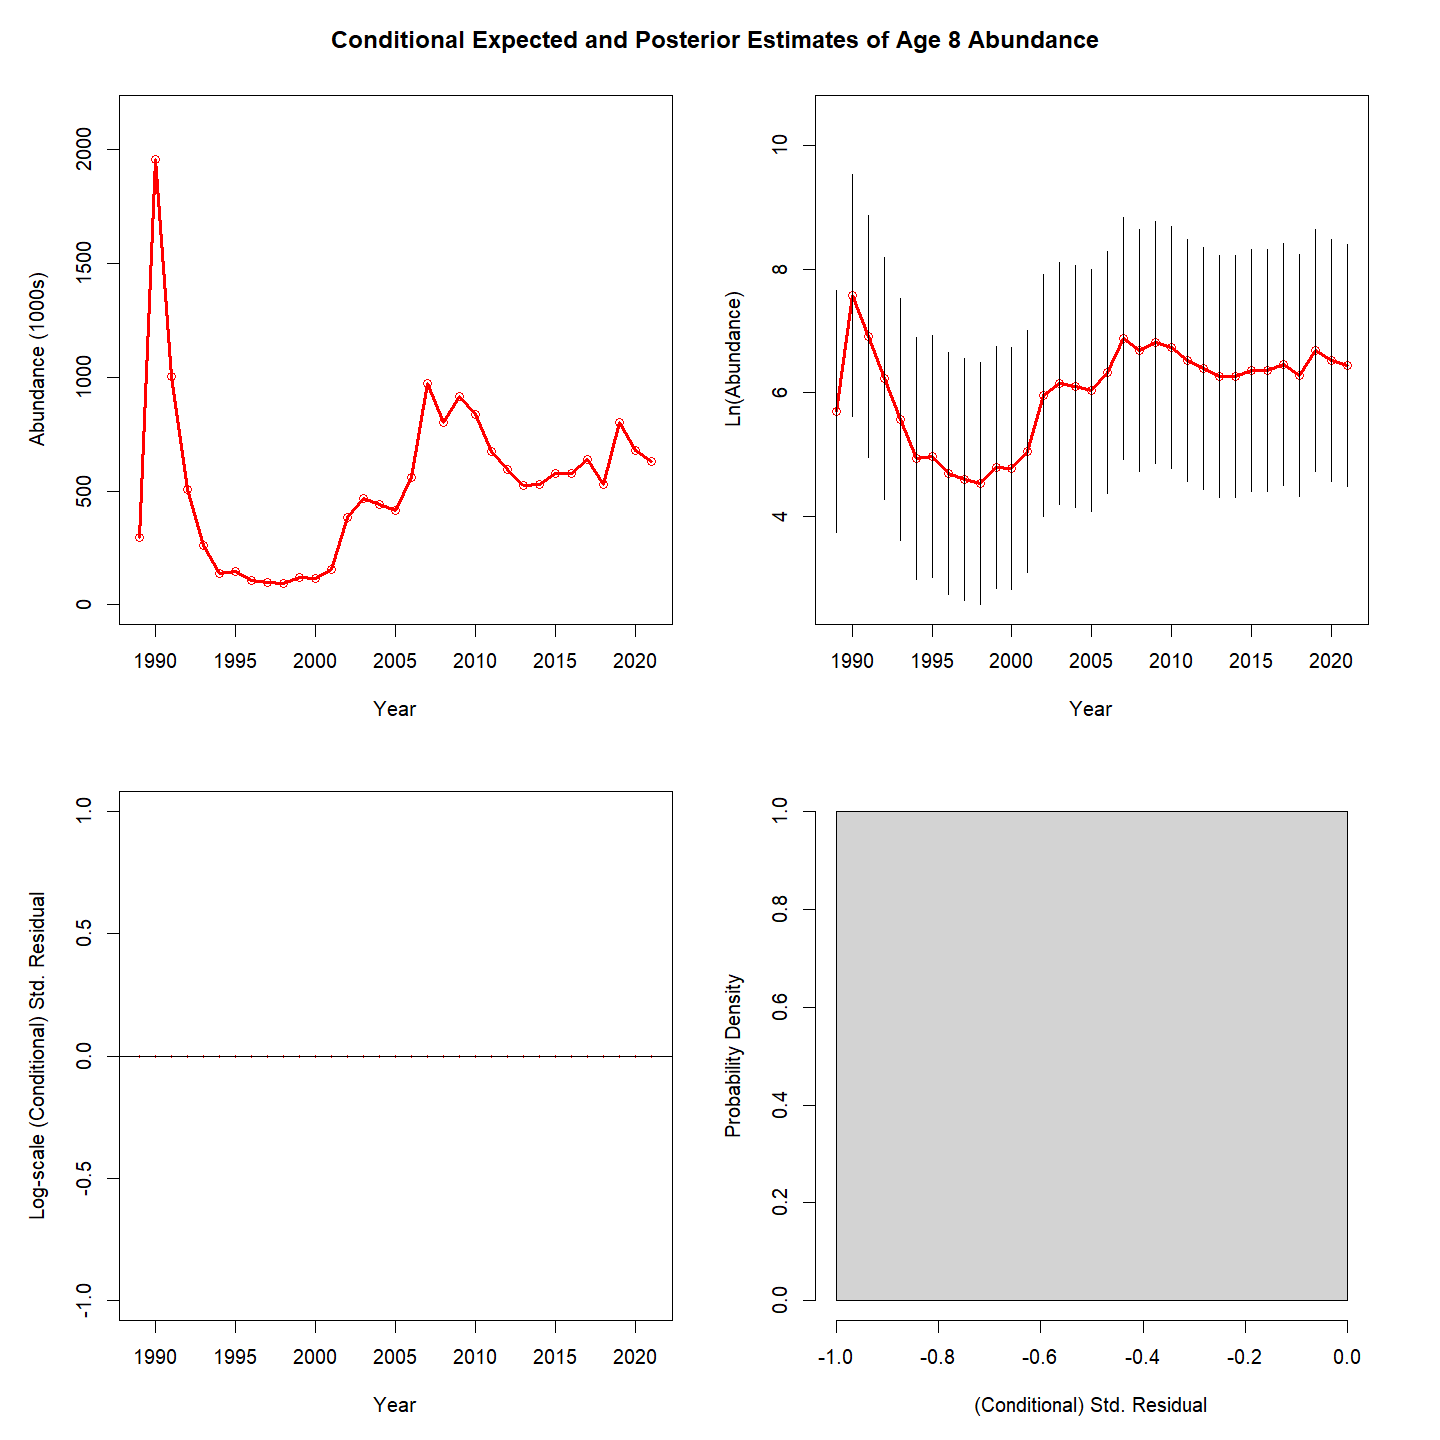 Conditional Expected and Posterior Estimates of Age 8 Abundance
Abundance (1000s)
2000
1500
1000
500
0
1990 1995 2000 2005 2010 2015 2020
Year
Ln(Abundance)
10
8
6
4
1990 1995 2000 2005 2010 2015 2020
Year
Log-scale (Conditional) Std. Residual
1.0
0.5
0.0
-0.5
-1.0
1990 1995 2000 2005 2010 2015 2020
Year
Probability Density
1.0
0.8
0.6
0.4
0.2
0.0
-1.0 -0.8 -0.6 -0.4 -0.2 0.0
(Conditional) Std. Residual